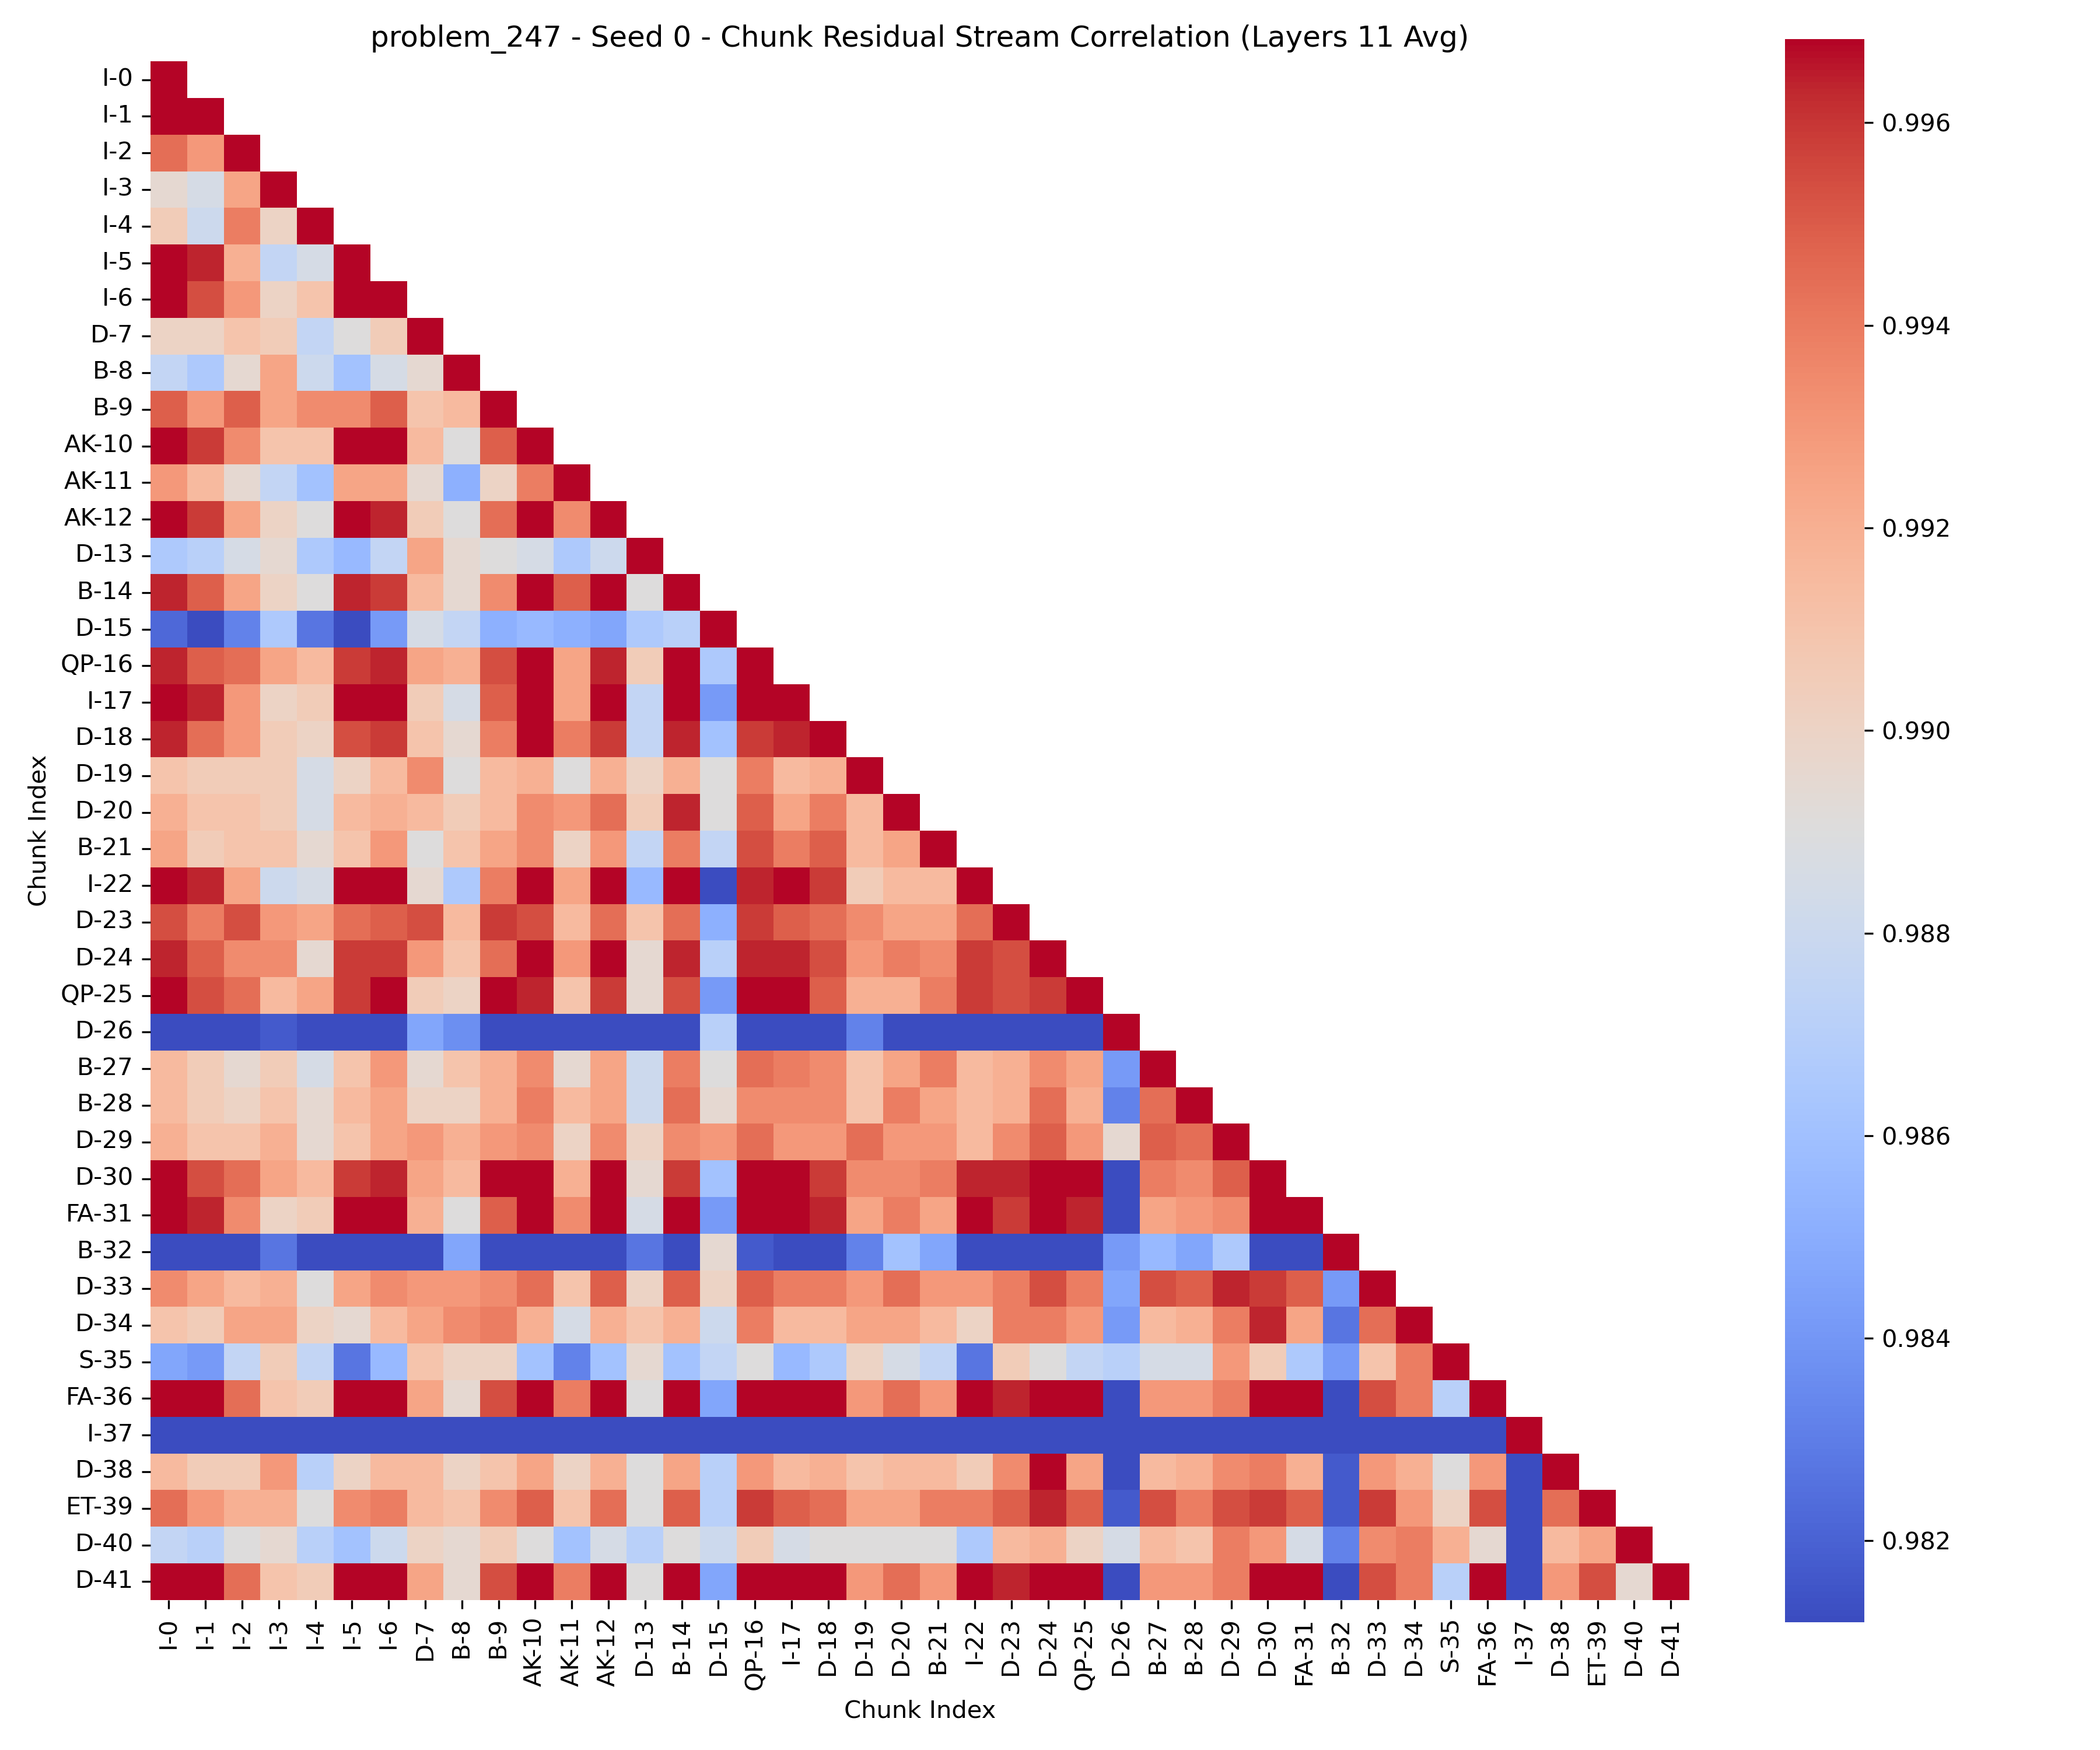 problem_247 - Seed 0 - Chunk Residual Stream Correlation (Layers 11 Avg)
Chunk Index
I-0
I-1
I-2
I-3
I-4
I-5
I-6
D-7
B-8
B-9
AK-10
AK-11
AK-12
D-13
B-14
D-15
QP-16
I-17
D-18
D-19
D-20
B-21
I-22
D-23
D-24
QP-25
D-26
B-27
B-28
D-29
D-30
FA-31
B-32
D-33
D-34
S-35
FA-36
I-37
D-38
ET-39
D-40
D-41
I-0 I-1 I-2 I-3 I-4 I-5 I-6 D-7 B-8 B-9 AK-10 AK-11 AK-12 D-13 B-14 D-15 QP-16 I-17 D-18 D-19 D-20 B-21 I-22 D-23 D-24 QP-25 D-26 B-27 B-28 D-29 D-30 FA-31 B-32 D-33 D-34 S-35 FA-36 I-37 D-38 ET-39 D-40 D-41
Chunk Index
0.996
0.994
0.992
0.990
0.988
0.986
0.984
0.982